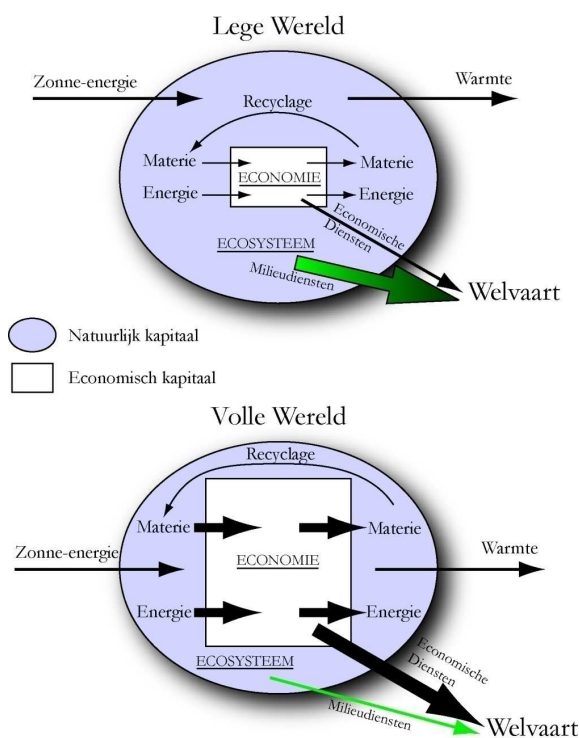 Lege Wereld
Zonne-energie
Warmte
Recyclage
Materie
Materie
ECONOMIE
Energie
Energie
Economische
Diensten
ECOSYSTEEM
Milieudiensten
Welvaart
Natuurlijk kapitaal
Economisch kapitaal
Volle Wereld
Recyclage
Materie
Materie
Zonne-energie
Warmte
ECONOMIE
Energie
Energie
Economische
Diensten
ECOSYSTEEM
Milieudiensten
Welvaart